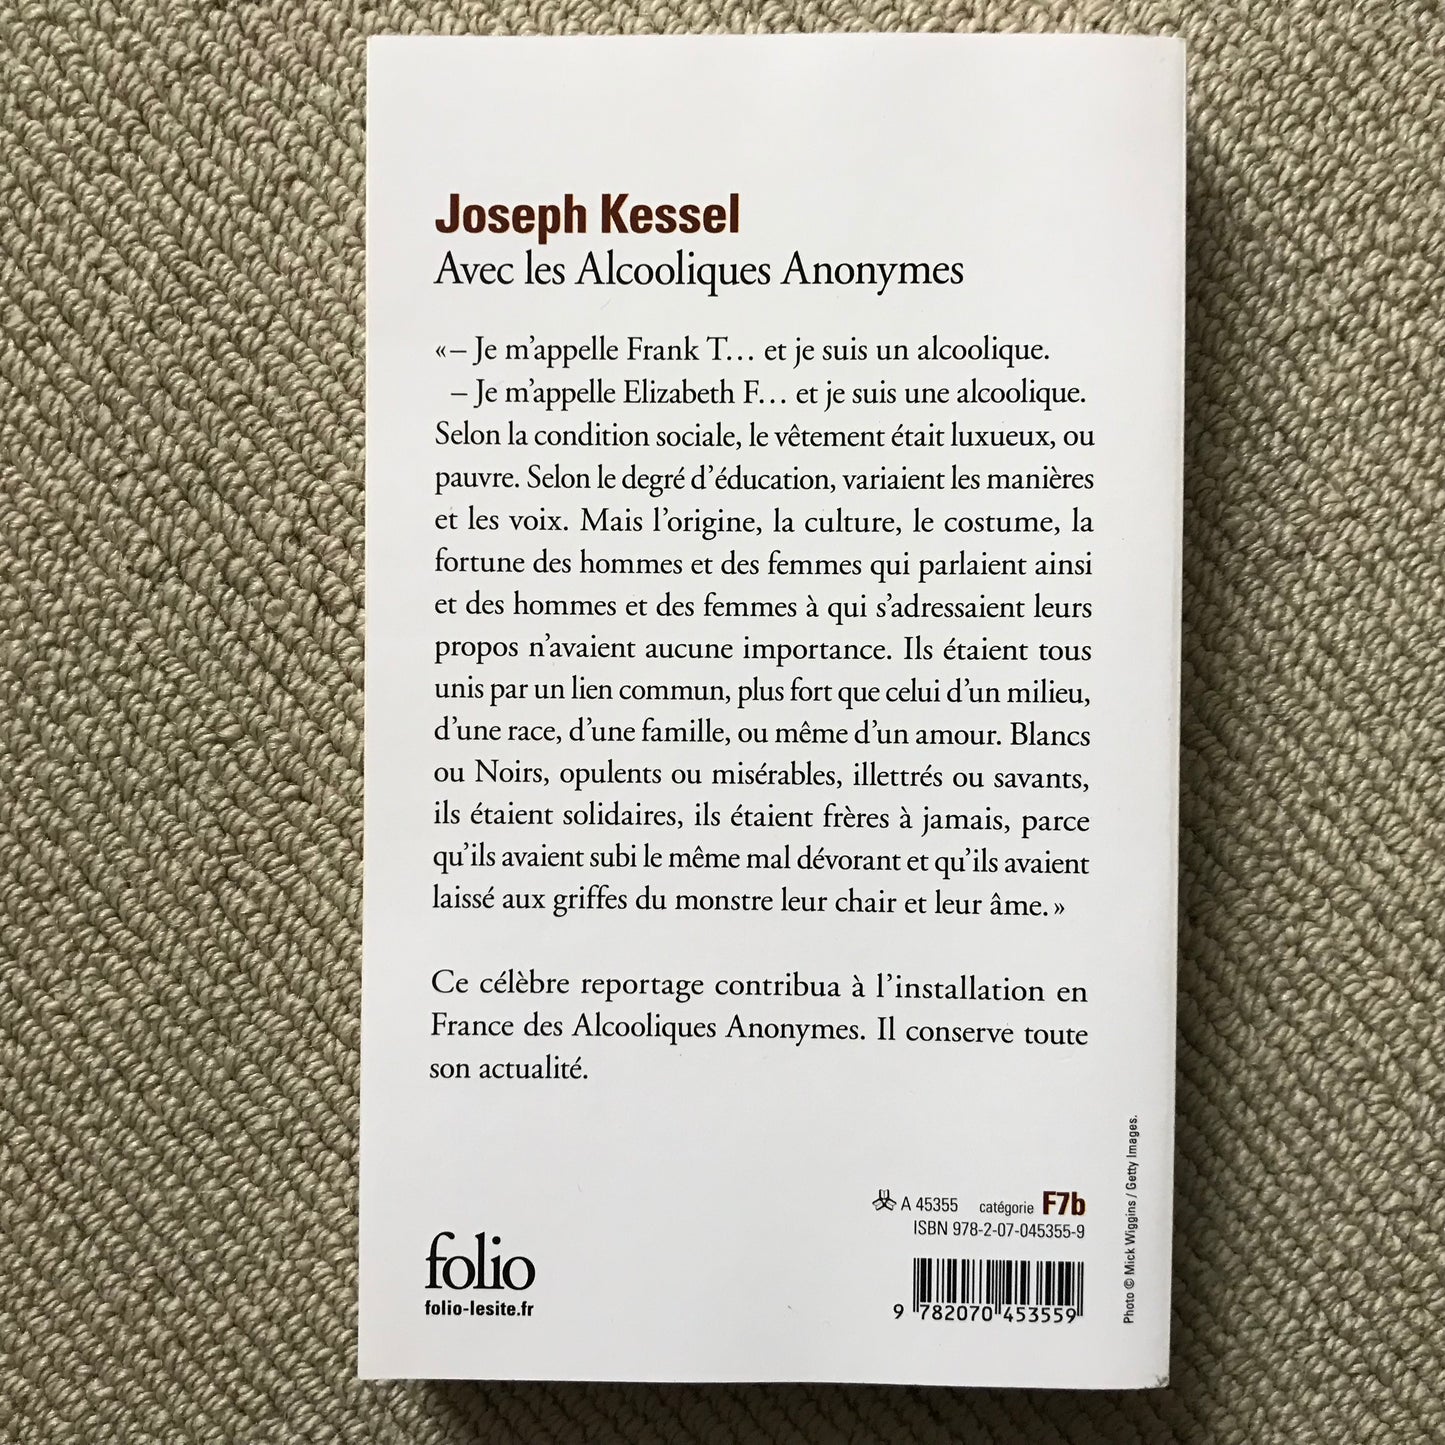 Joseph Kessel
Avec les Alcooliques Anonymes
«– Je m'appelle Frank T… et je suis un alcoolique.
– Je m'appelle Elizabeth F… et je suis une alcoolique.
Selon la condition sociale, le vêtement était luxueux, ou
pauvre. Selon le degré d'éducation, variaient les manières
et les voix. Mais l'origine, la culture, le costume, la
fortune des hommes et des femmes qui parlaient ainsi
et des hommes et des femmes à qui s'adressaient leurs
propos n'avaient aucune importance. Ils étaient tous
unis par un lien commun, plus fort que celui d'un milieu,
d'une race, d'une famille, ou même d'un amour. Blancs
ou Noirs, opulents ou misérables, illettrés ou savants,
ils étaient solidaires, ils étaient frères à jamais, parce
qu'ils avaient subi le même mal dévorant et qu'ils avaient
laissé aux griffes du monstre leur chair et leur âme.»
Ce célèbre reportage contribua à l'installation en
France des Alcooliques Anonymes. Il conserve toute
son actualité.
A 45355 catégorie F7b
ISBN 978-2-07-045355-9
9 782070 453559
folio
folio-lesite.fr
Photo © Mick Wiggins / Getty Images.